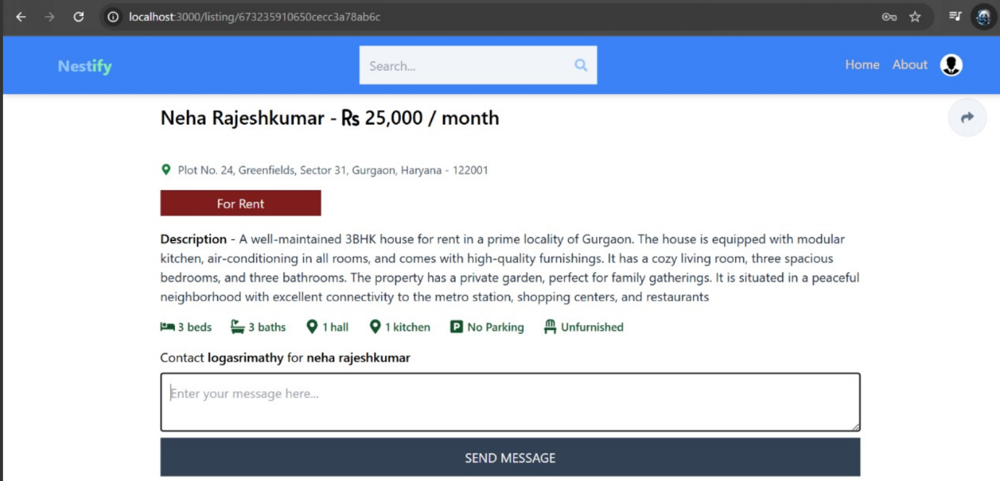 localhost:3000/listing/673235910650cecc3a78ab6c
Nestify
Search...
Home About
Neha Rajeshkumar - Rs 25,000 / month
Plot No. 24, Greenfields, Sector 31, Gurgaon, Haryana - 122001
For Rent
Description - A well-maintained 3BHK house for rent in a prime locality of Gurgaon. The house is equipped with modular
kitchen, air-conditioning in all rooms, and comes with high-quality furnishings. It has a cozy living room, three spacious
bedrooms, and three bathrooms. The property has a private garden, perfect for family gatherings. It is situated in a peaceful
neighborhood with excellent connectivity to the metro station, shopping centers, and restaurants
3 beds 3 baths 1 hall 1 kitchen P No Parking Unfurnished
Contact logasrimathy for neha rajeshkumar
Enter your message here...
SEND MESSAGE